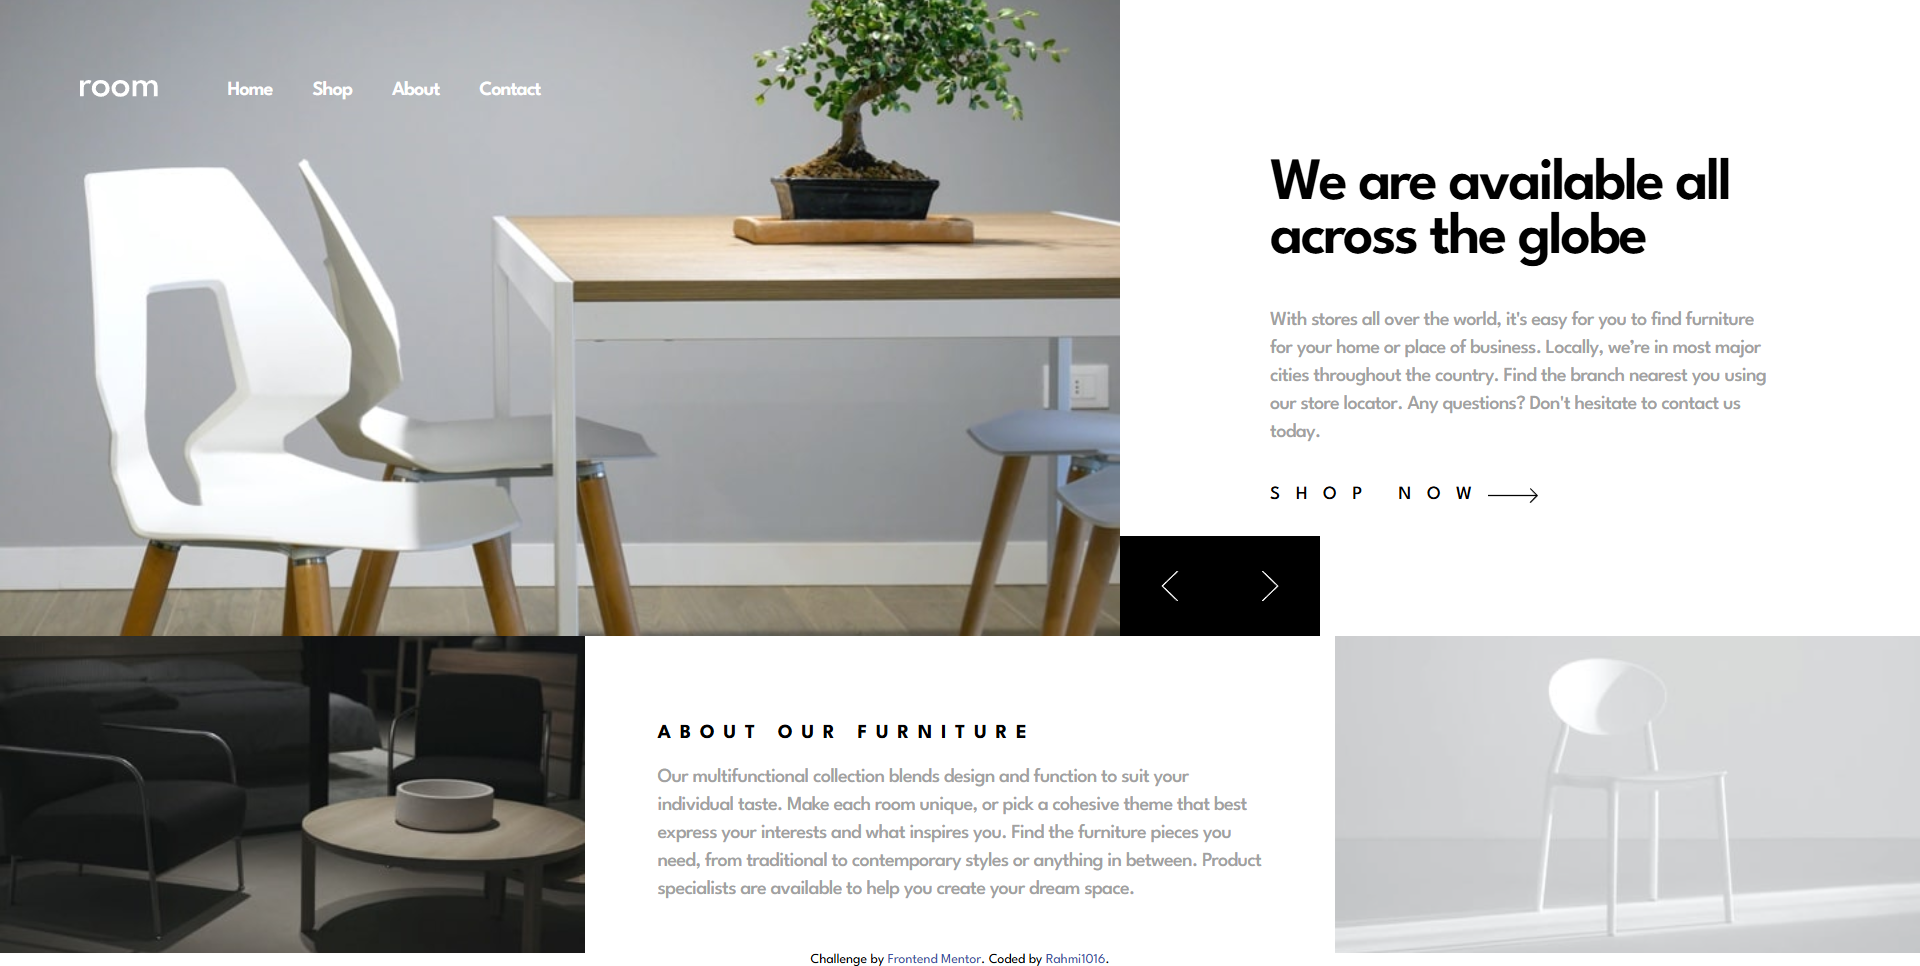 room
Home
Shop
About
Contact
We are available all
across the globe
With stores all over the world, it's easy for you to find furniture
for your home or place of business. Locally, we’re in most major
cities throughout the country. Find the branch nearest you using
our store locator. Any questions? Don't hesitate to contact us
today.
SHOP NOW
ABOUT OUR FURNITURE
Our multifunctional collection blends design and function to suit your
individual taste. Make each room unique, or pick a cohesive theme that best
express your interests and what inspires you. Find the furniture pieces you
need, from traditional to contemporary styles or anything in between. Product
specialists are available to help you create your dream space.
Challenge by Frontend Mentor. Coded by Rahmi1016.